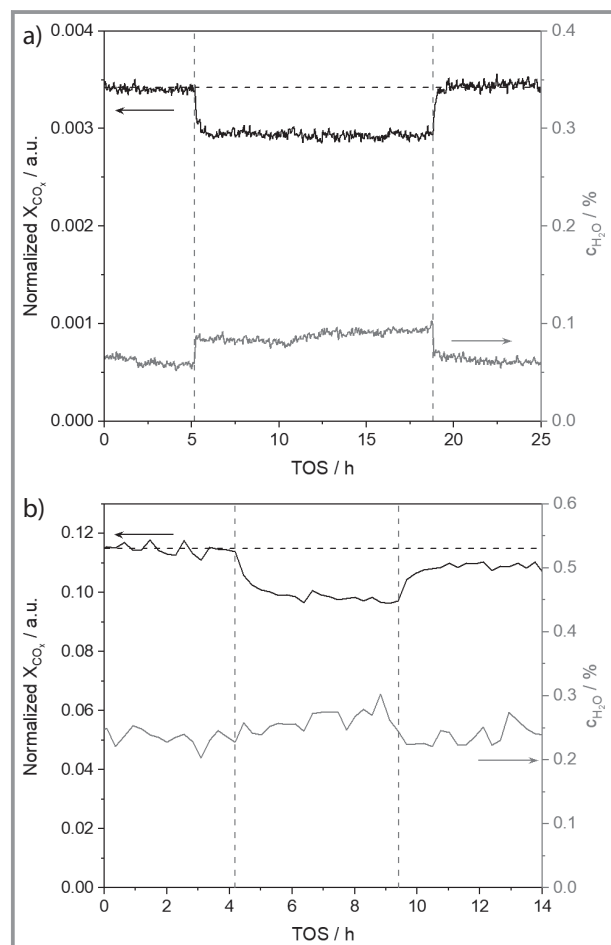 a)
0.004
0.003
0.002
0.001
0.000
Normalized X_CO_x / a.u.
0.4
0.3
0.2
0.1
0.0
c_H_2O / %
0 5 10 15 20 25
TOS / h
b)
0.12
0.10
0.08
0.06
0.04
0.02
0.00
Normalized X_CO_x / a.u.
0.6
0.5
0.4
0.3
0.2
0.1
0.0
c_H_2O / %
0 2 4 6 8 10 12 14
TOS / h